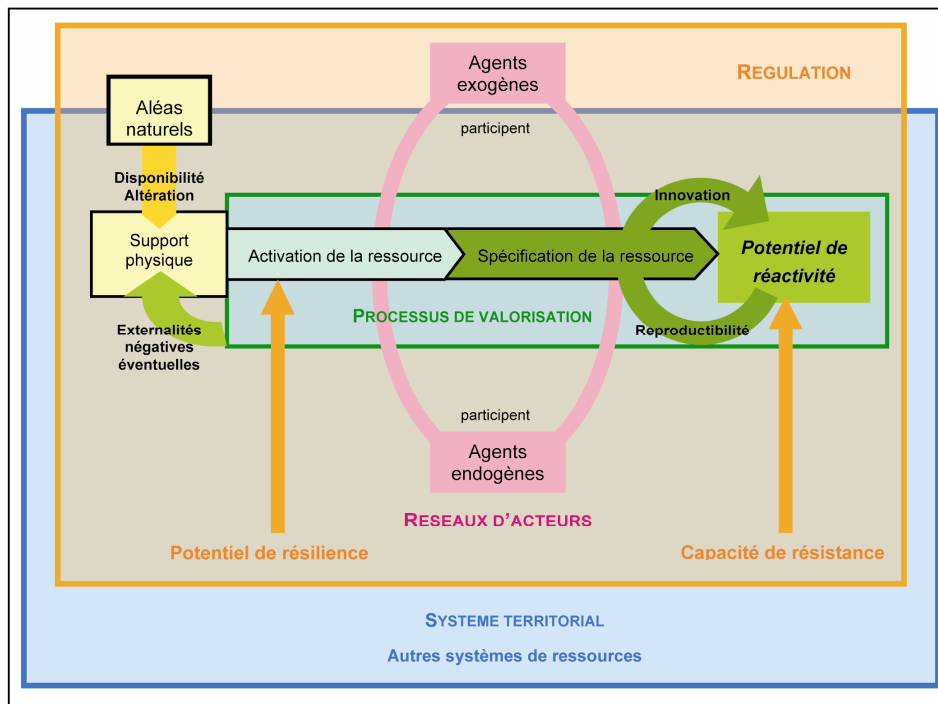 Agents
exogènes
REGULATION
Aléas
naturels
participent
Disponibilité
Altération
Innovation
Support
physique
Activation de la ressource
Spécification de la ressource
Potentiel de
réactivité
PROCESSUS DE VALORISATION
Reproductibilité
Externalités
négatives
éventuelles
participent
Agents
endogènes
RESEAUX D'ACTEURS
Potentiel de résilience
Capacité de résistance
SYSTEME TERRITORIAL
Autres systèmes de ressources